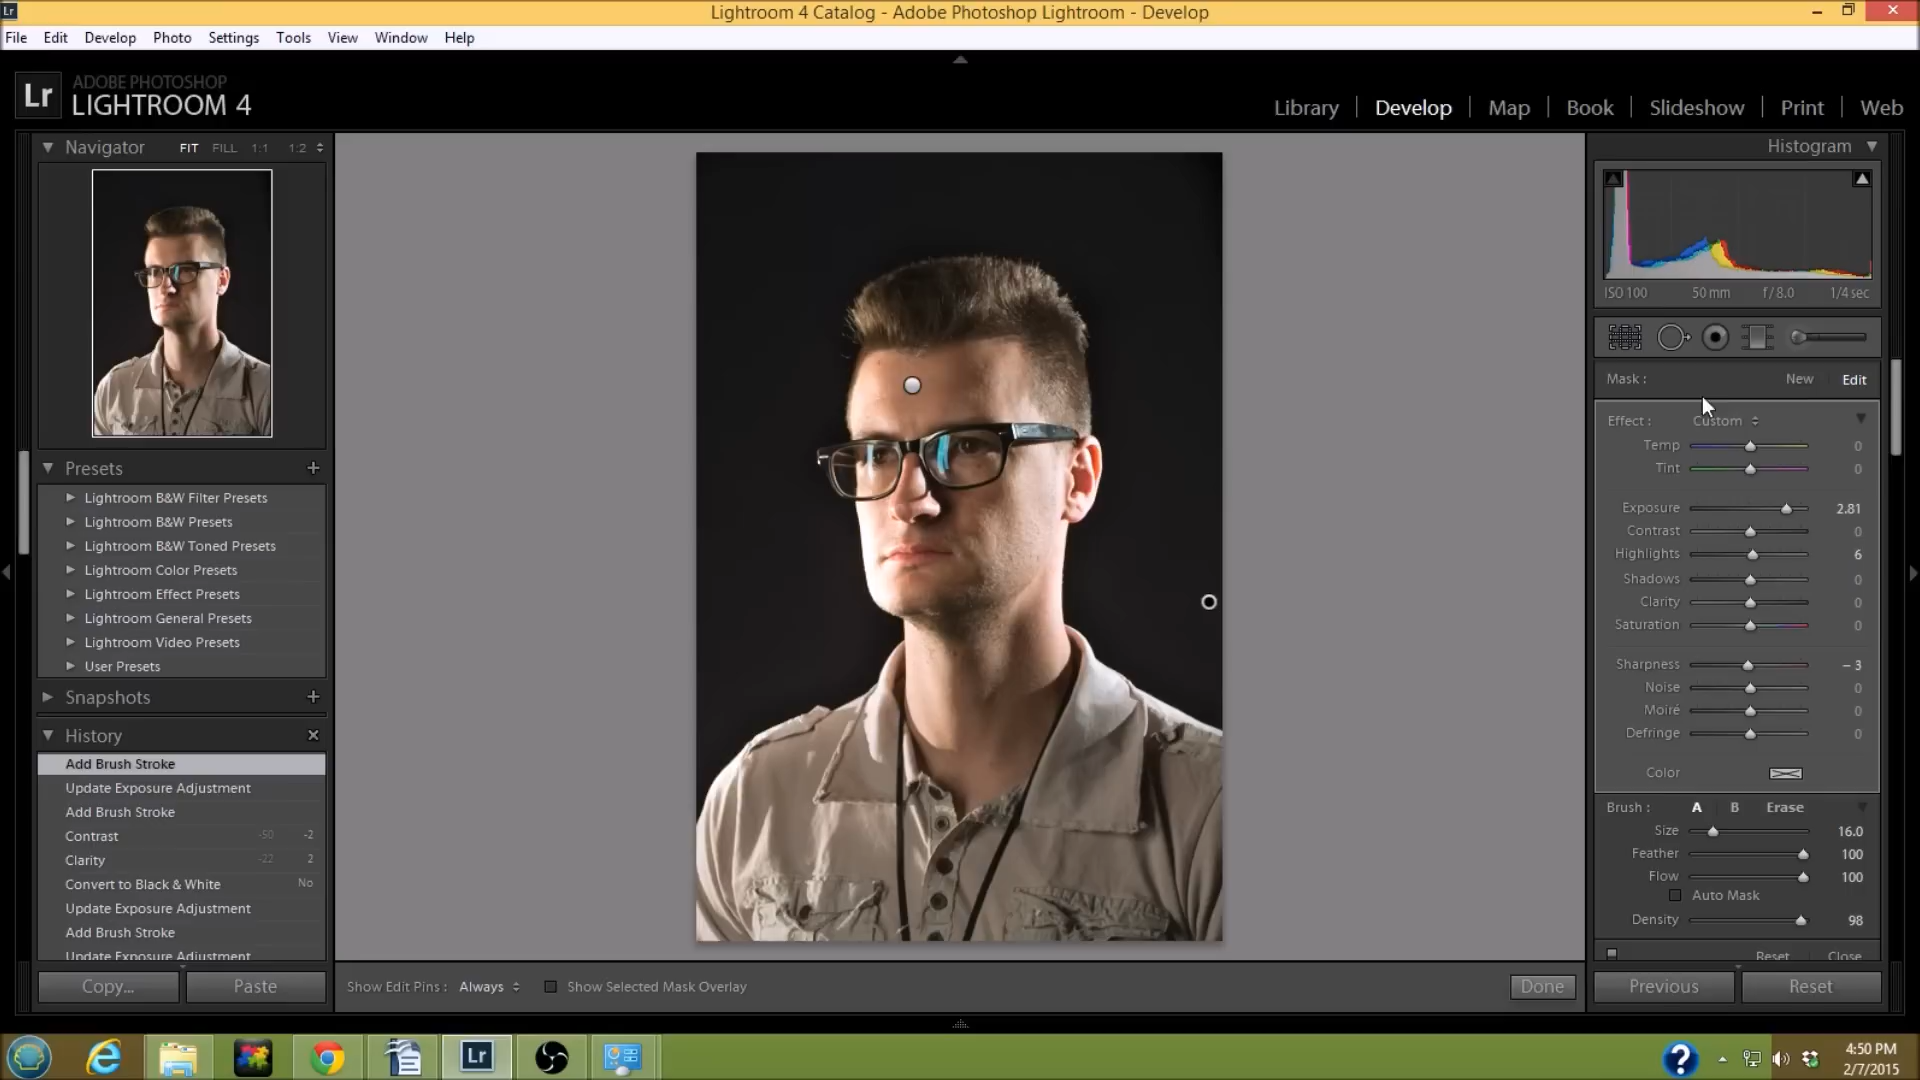 Lr Lightroom 4 Catalog - Adobe Photoshop Lightroom - Develop
File Edit Develop Photo Settings Tools View Window Help
Lr ADOBE PHOTOSHOP
LIGHTROOM 4
Library | Develop | Map | Book | Slideshow | Print | Web
Navigator FIT FILL 1:1 1:2
Presets +
Lightroom B&W Filter Presets
Lightroom B&W Presets
Lightroom B&W Toned Presets
Lightroom Color Presets
Lightroom Effect Presets
Lightroom General Presets
Lightroom Video Presets
User Presets
Snapshots +
History ×
Add Brush Stroke
Update Exposure Adjustment
Add Brush Stroke
Contrast -50 -2
Clarity -22 2
Convert to Black & White No
Update Exposure Adjustment
Add Brush Stroke
Update Exposure Adjustment
Copy... Paste
Show Edit Pins : Always Show Selected Mask Overlay Done
Histogram
ISO 100 50 mm f / 8.0 1/4 sec
Mask : New Edit
Effect : Custom
Temp 0
Tint 0
Exposure 2.81
Contrast 0
Highlights 6
Shadows 0
Clarity 0
Saturation 0
Sharpness – 3
Noise 0
Moiré 0
Defringe 0
Color
Brush : A B Erase
Size 16.0
Feather 100
Flow 100
Auto Mask
Density 98
Reset Close
Previous Reset
Lr
?
4:50 PM
2/7/2015